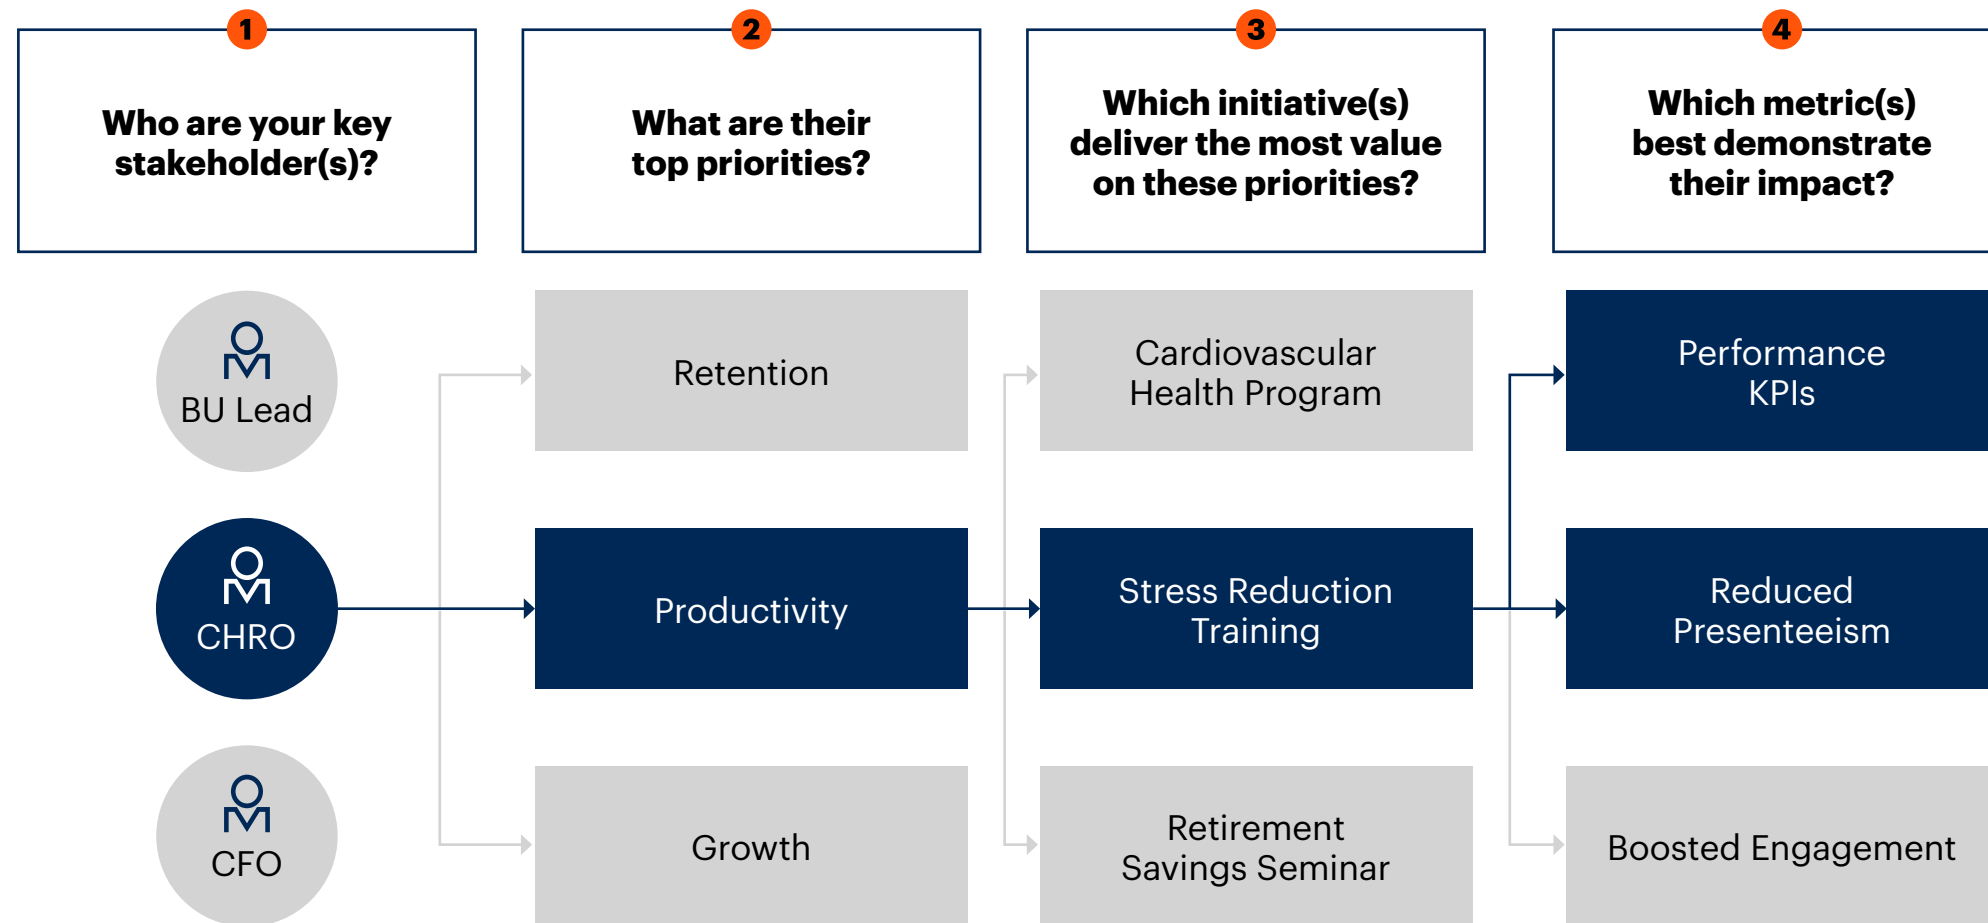 1
Who are your key
stakeholder(s)?
2
What are their
top priorities?
3
Which initiative(s)
deliver the most value
on these priorities?
4
Which metric(s)
best demonstrate
their impact?
BU Lead
Retention
Cardiovascular
Health Program
Performance
KPIs
CHRO
Productivity
Stress Reduction
Training
Reduced
Presenteeism
CFO
Growth
Retirement
Savings Seminar
Boosted Engagement